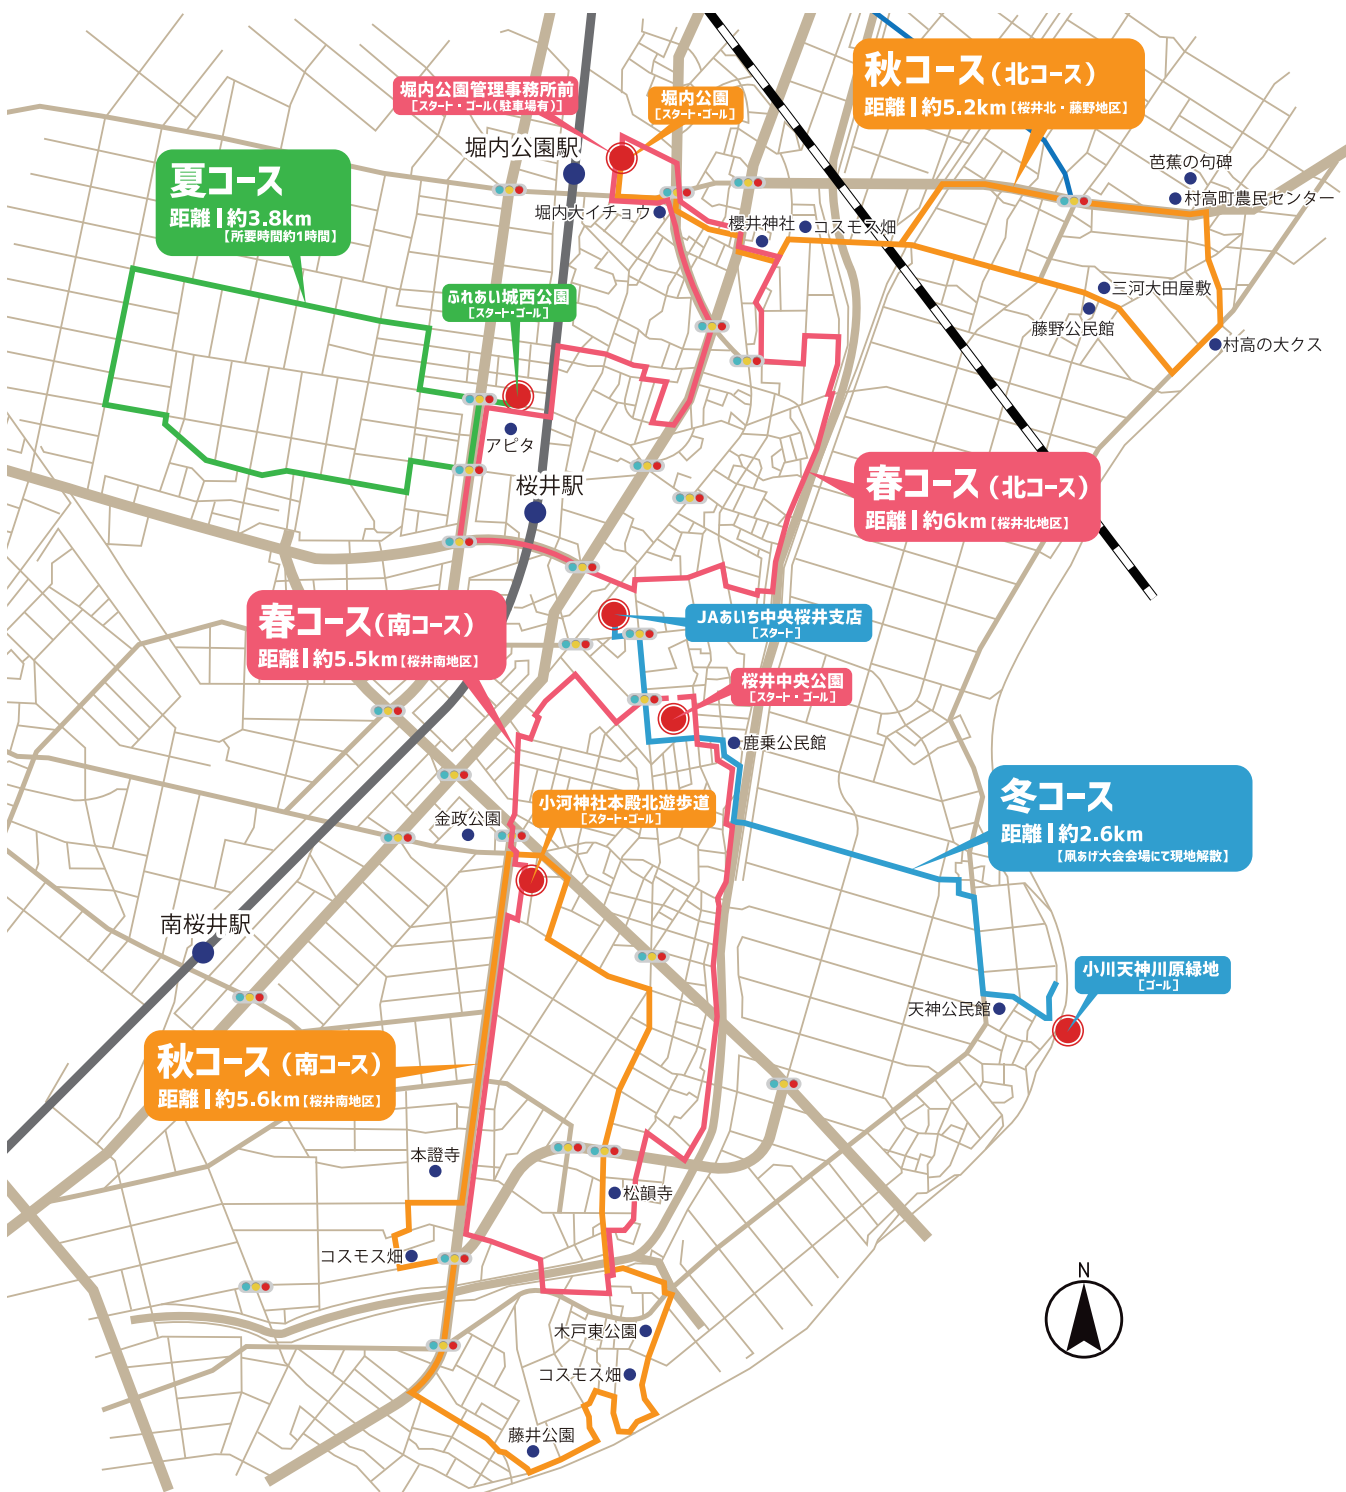 秋コース（北コース）
距離 約5.2km【桜井北・藤野地区】
堀内公園管理事務所前
［スタート・ゴール（駐車場有）］
堀内公園
［スタート・ゴール］
堀内公園駅
芭蕉の句碑
村高町農民センター
夏コース
距離 約3.8km
【所要時間約1時間】
堀内大イチョウ
櫻井神社
コスモス畑
ふれあい城西公園
［スタート・ゴール］
三河大田屋敷
藤野公民館
村高の大クス
アピタ
桜井駅
春コース（北コース）
距離 約6km【桜井北地区】
春コース（南コース）
距離 約5.5km【桜井南地区】
JAあいち中央桜井支店
［スタート］
桜井中央公園
［スタート・ゴール］
鹿乗公民館
冬コース
距離 約2.6km
【凧あげ大会会場にて現地解散】
小河神社本殿北遊歩道
［スタート・ゴール］
金政公園
南桜井駅
小川天神川原緑地
［ゴール］
天神公民館
秋コース（南コース）
距離 約5.6km【桜井南地区】
本證寺
松韻寺
コスモス畑
N
木戸東公園
コスモス畑
藤井公園